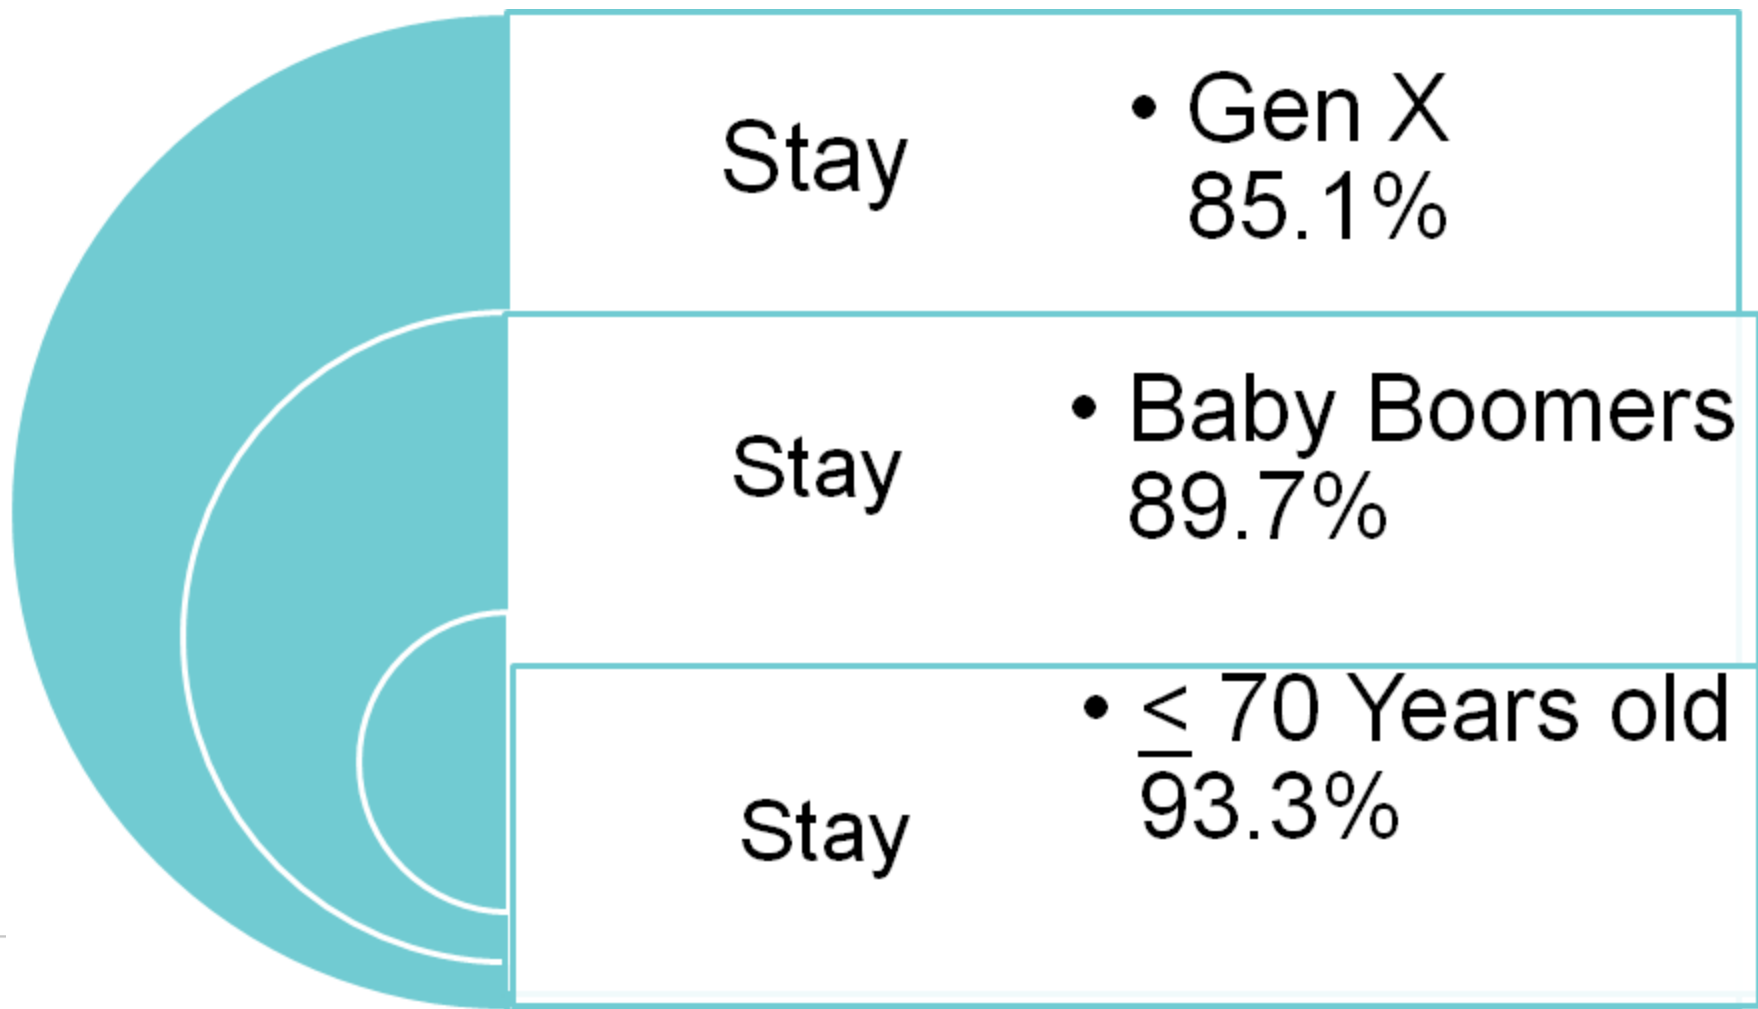 Stay
• Gen X
85.1%
Stay
• Baby Boomers
89.7%
Stay
• < 70 Years old
93.3%